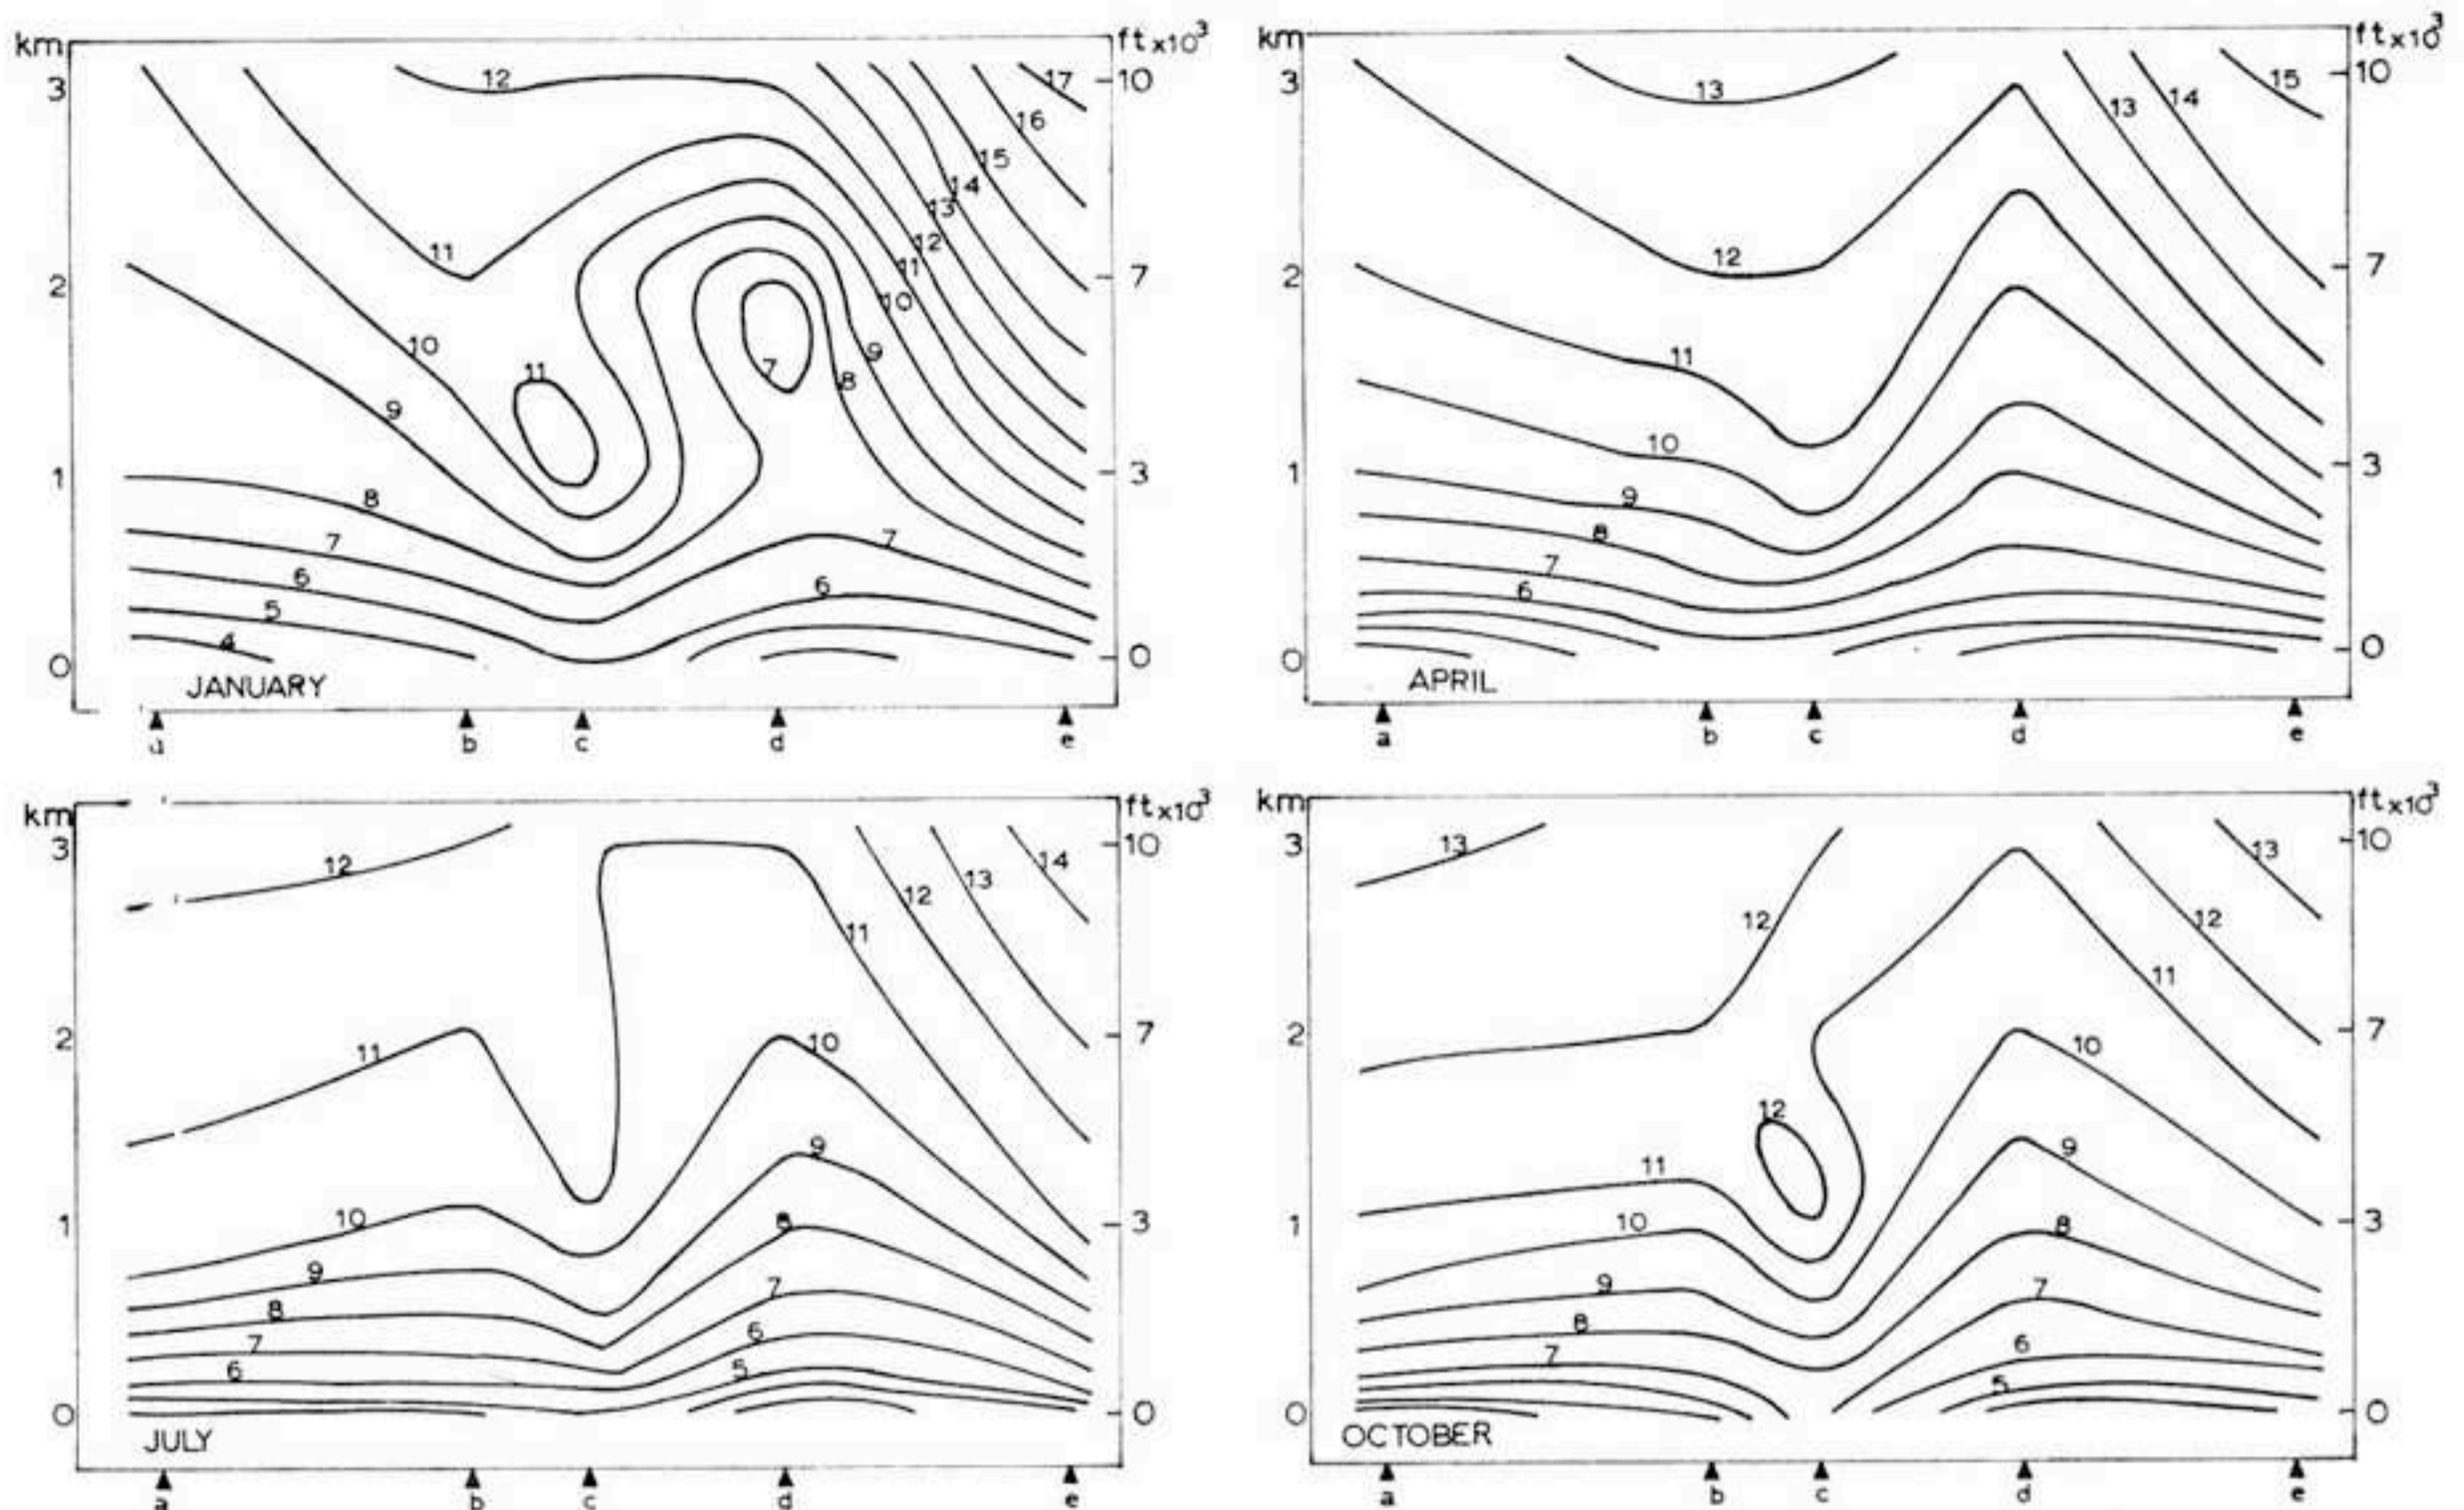 km ft x10³
3 12 17 10
16
15
14
13
11 12
2 11 7
10
10 9
11 7 8
9
1 8 3
7 7
6 6
5
4
0 0
JANUARY
a b c d e
km ft x10³
3 13 13 14 15 10
2 12 7
11
10
1 9 3
8
7
6
0 0
APRIL
a b c d e
km ft x10³
3 12 12 13 14 10
11
2 11 10 7
9
1 10 8 3
9
8 7
7 6
6 5
0 0
JULY
a b c d e
km ft x10³
3 13 13 10
12 12
11
2 10 7
12
11 9
1 10 8 3
9 7
8 6
7 5
0 0
OCTOBER
a b c d e